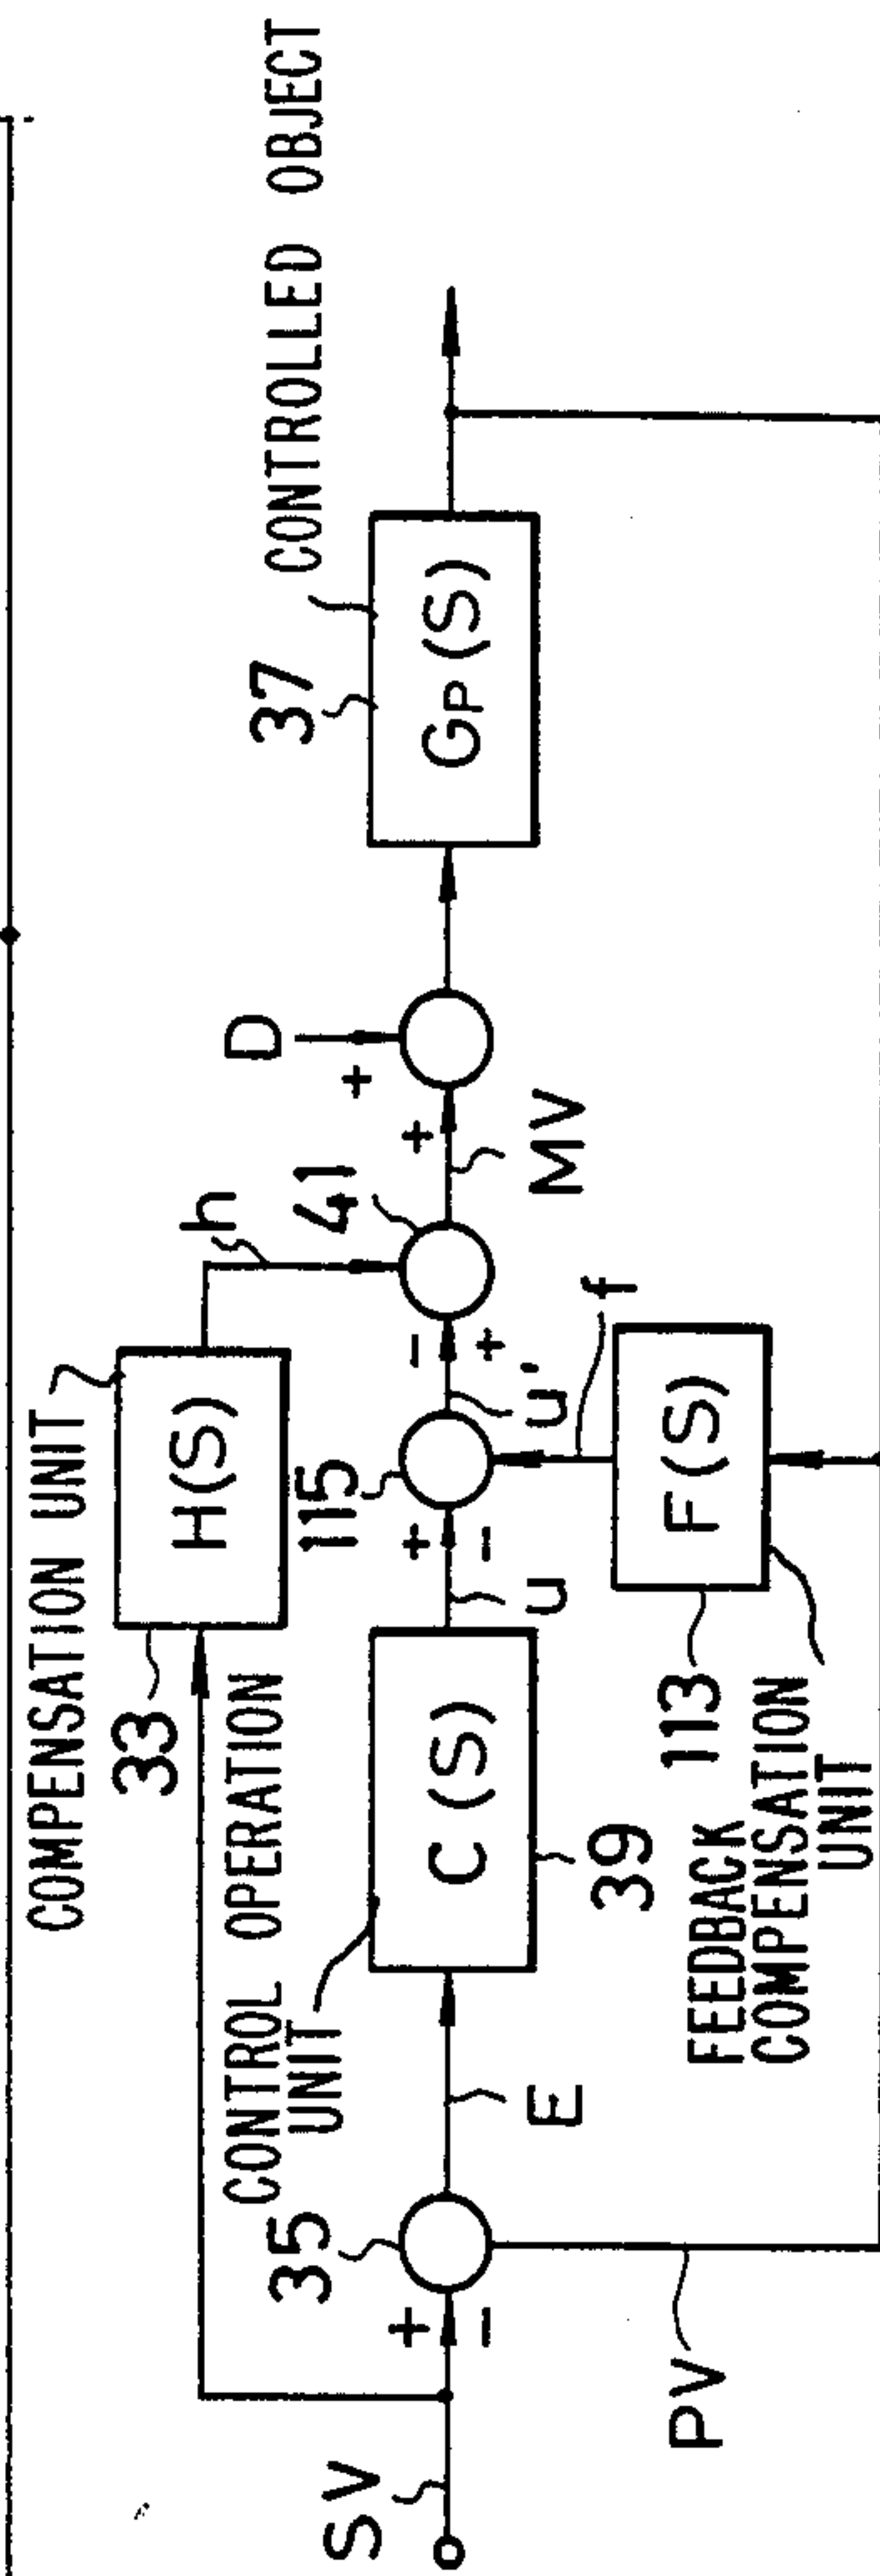 COMPENSATION UNIT
CONTROLLED OBJECT
33
H(S)
h
CONTROL OPERATION
UNIT
D
37
35
115
41
+
SV
+
-
E
C(S)
+
-
u
u'
-
+
+
MV
GP(S)
39
f
PV
FEEDBACK
COMPENSATION
UNIT
113
F(S)